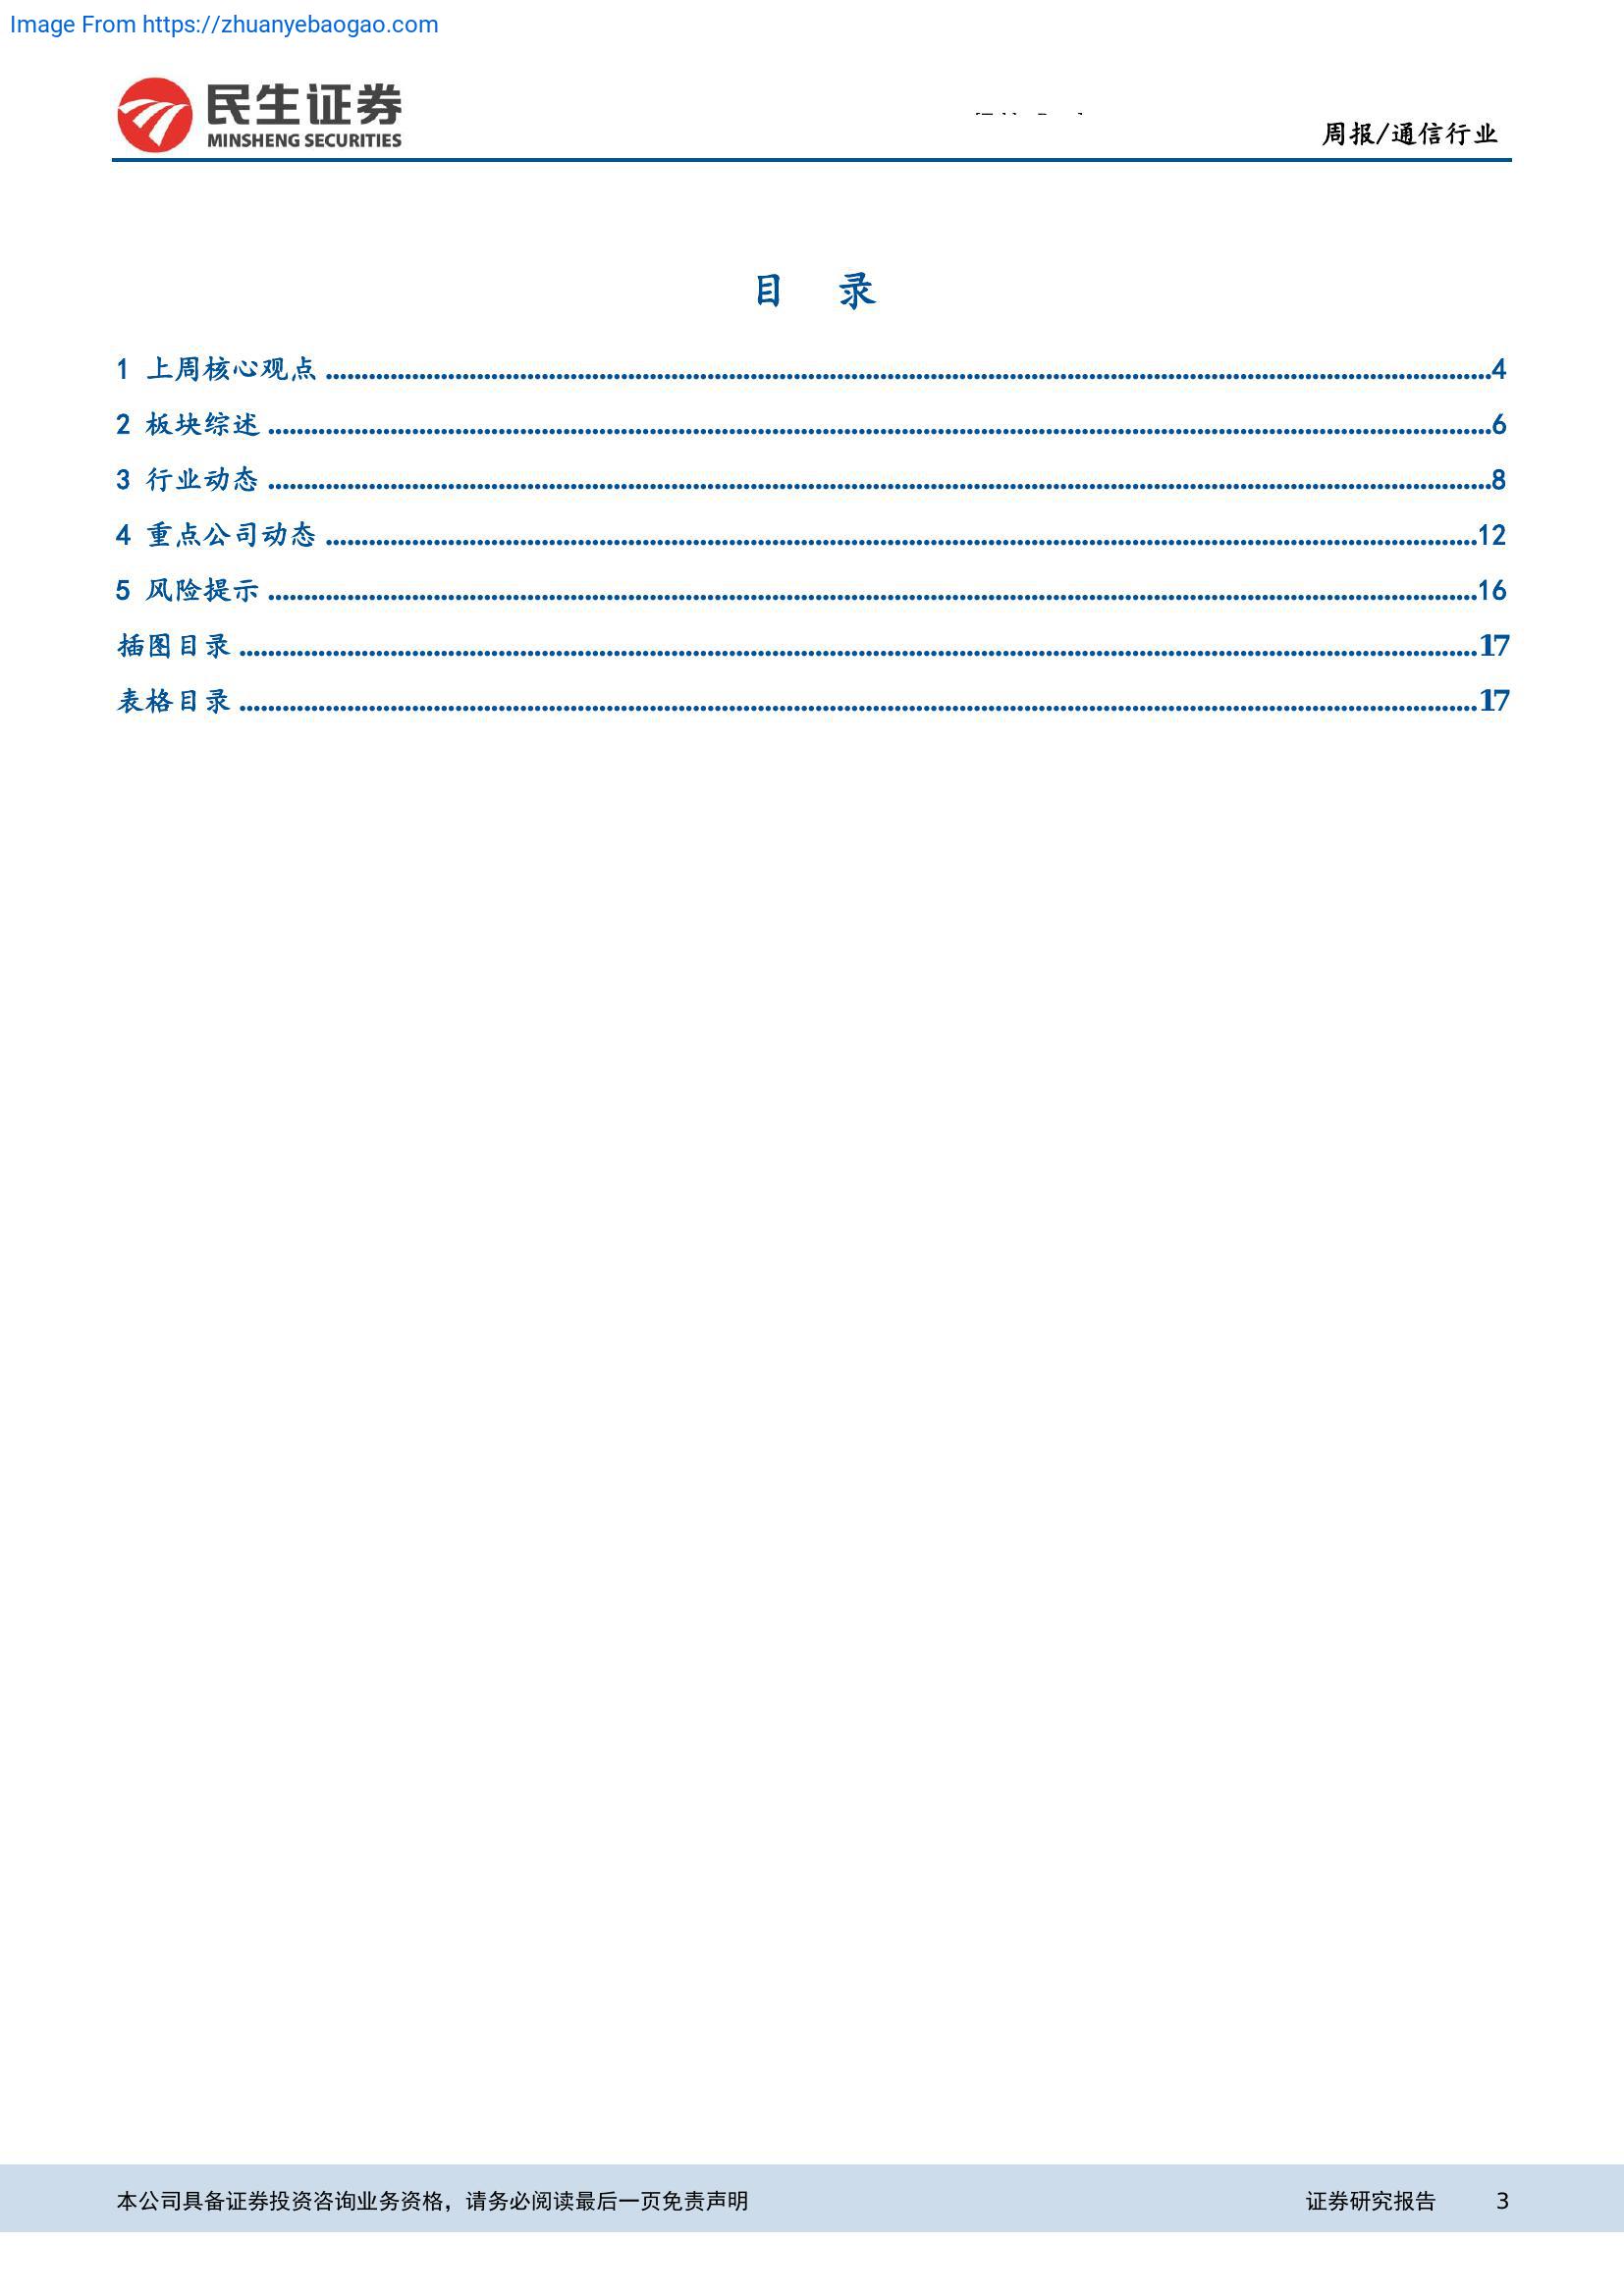 Image From https://zhuanyebaogao.com
民生证券
MINSHENG SECURITIES
周报/通信行业
目 录
1 上周核心观点 ........ 4
2 板块综述 ........ 6
3 行业动态 ........ 8
4 重点公司动态 ........ 12
5 风险提示 ........ 16
插图目录 ........ 17
表格目录 ........ 17
本公司具备证券投资咨询业务资格，请务必阅读最后一页免责声明 证券研究报告 3